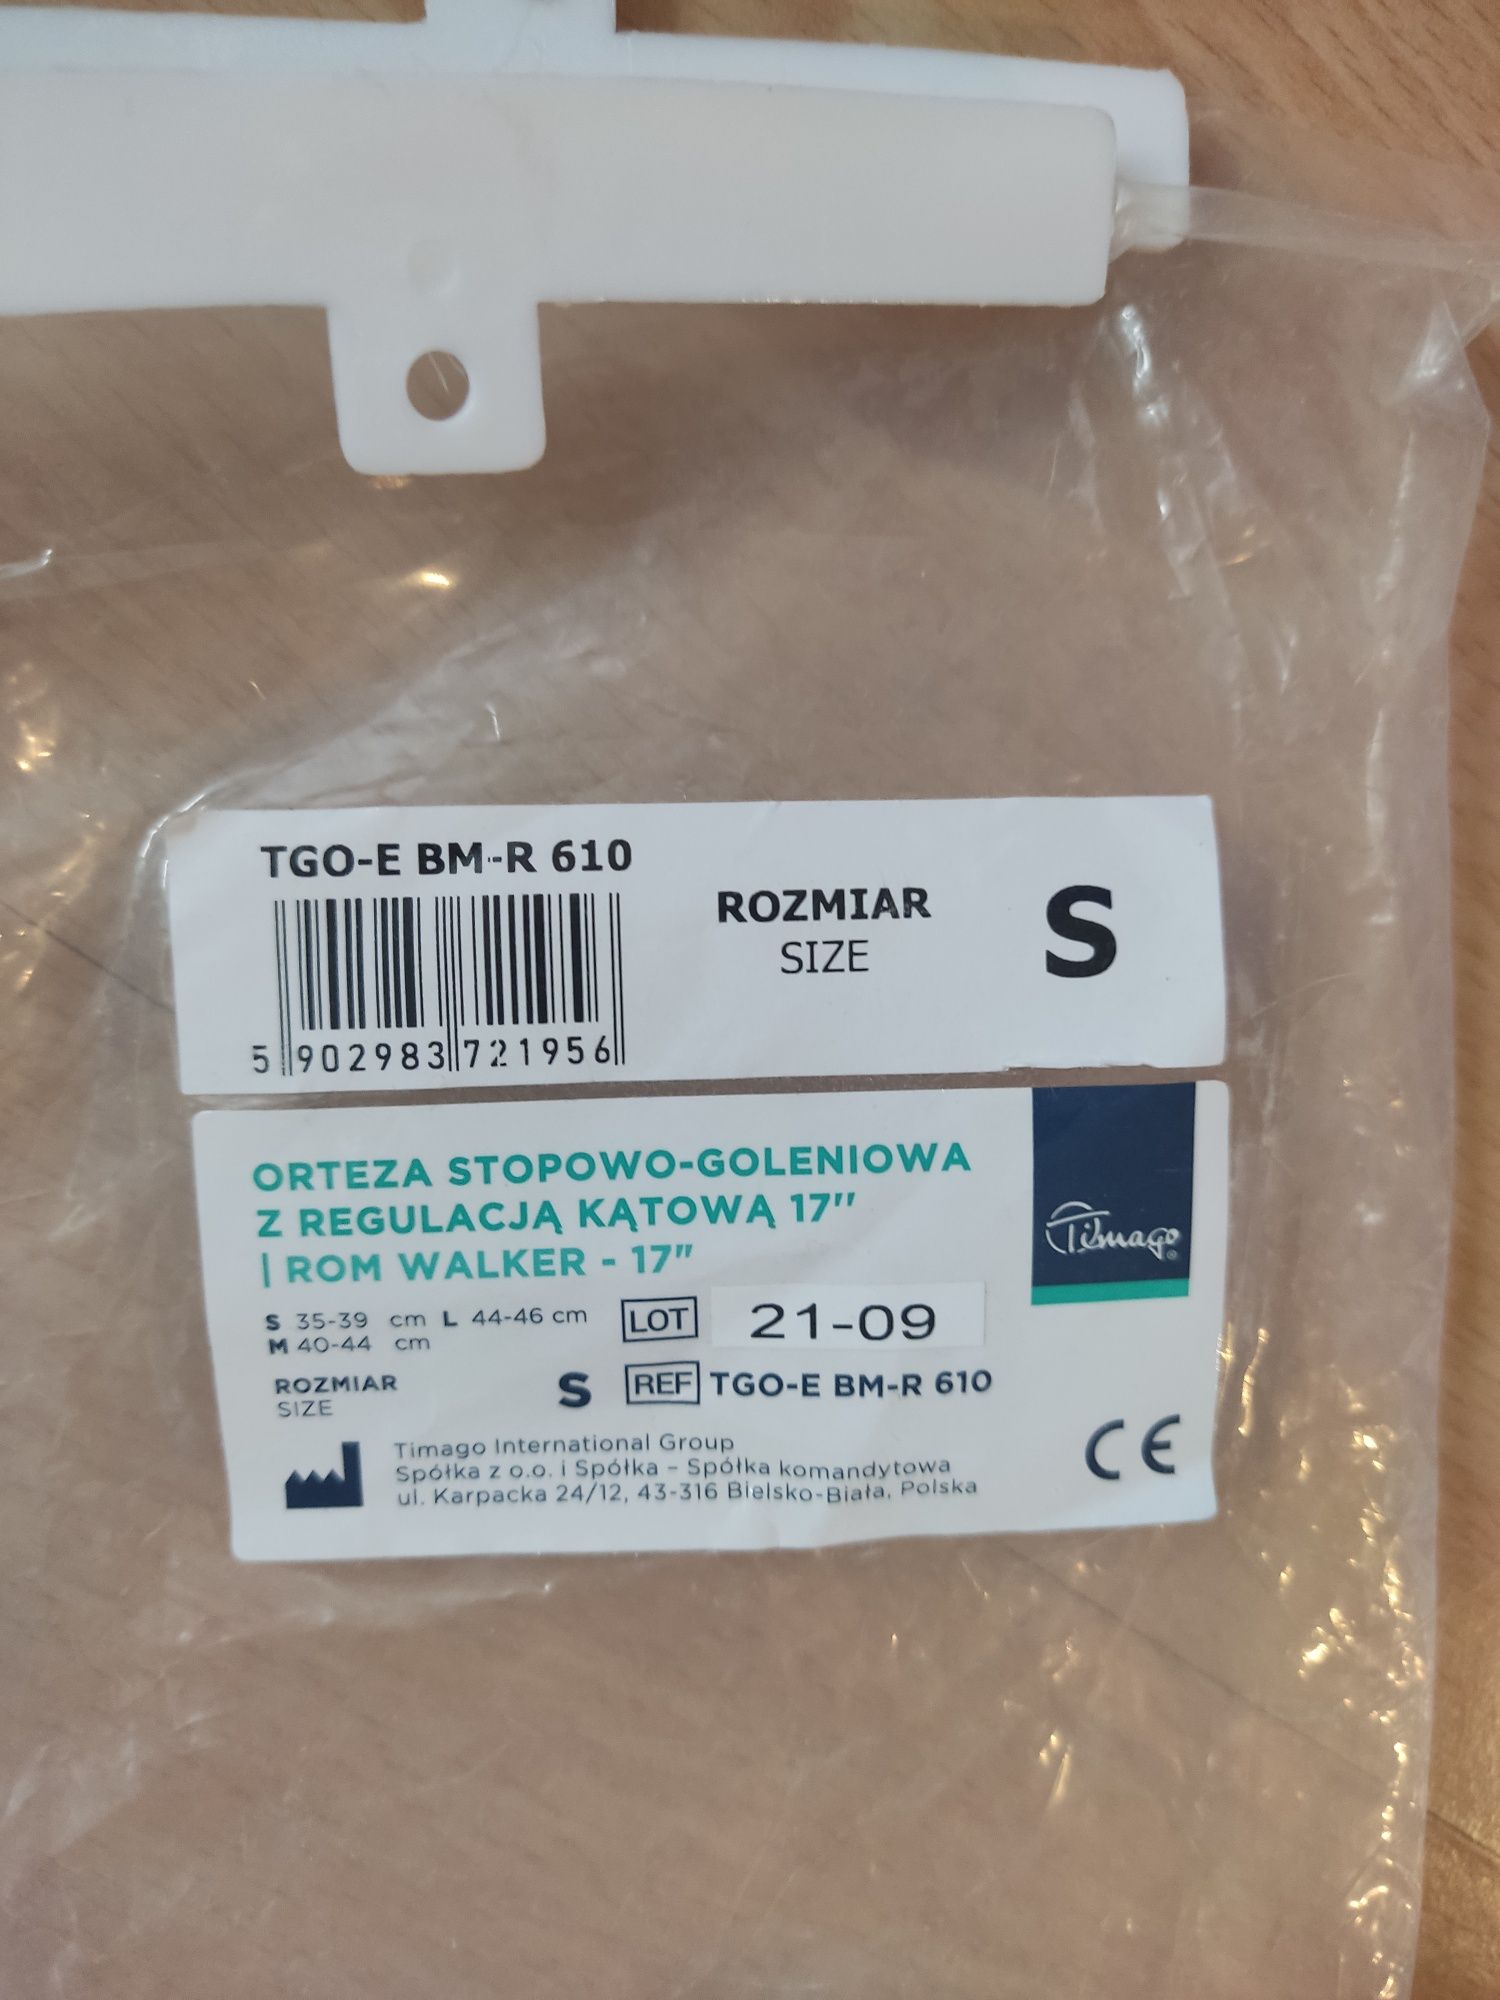 TGO-E BM-R 610
ROZMIAR
SIZE
S
5 902983 721956
ORTEZA STOPOWO-GOLENIOWA
Z REGULACJĄ KĄTOWĄ 17''
| ROM WALKER - 17"
Timago®
S 35-39 cm L 44-46 cm
M 40-44 cm
LOT 21-09
ROZMIAR
SIZE
S
REF TGO-E BM-R 610
Timago International Group
Spółka z o.o. i Spółka - Spółka komandytowa
ul. Karpacka 24/12, 43-316 Bielsko-Biała, Polska
CE